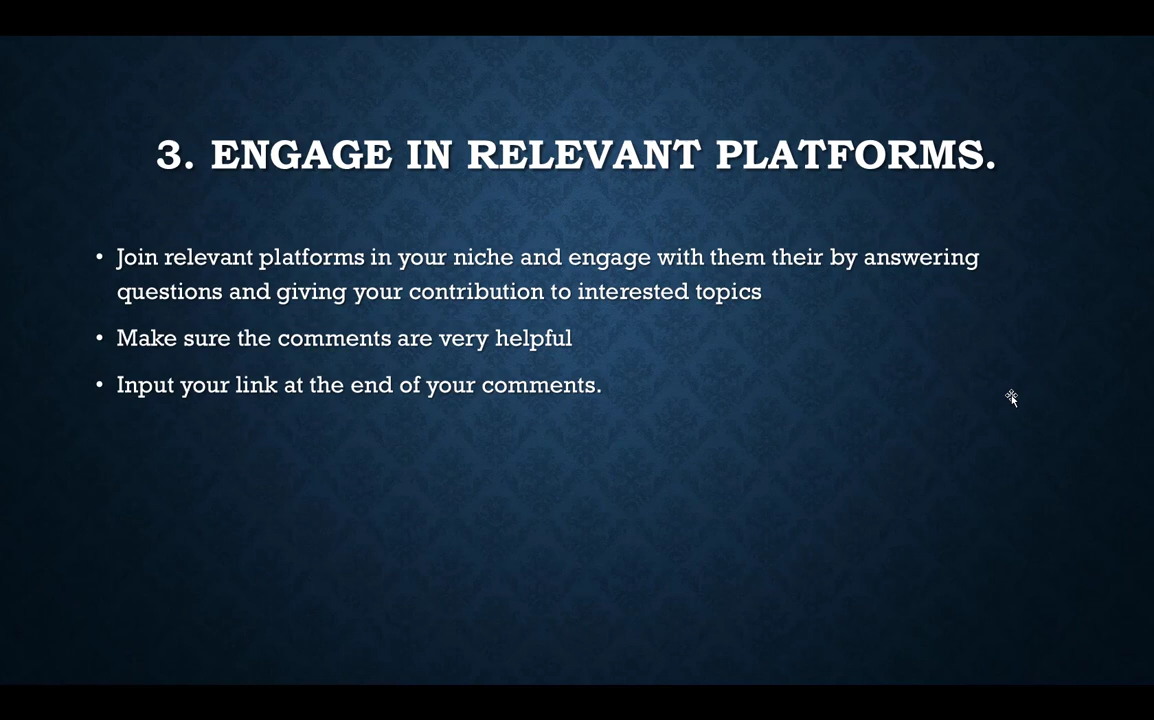 3. ENGAGE IN RELEVANT PLATFORMS.
• Join relevant platforms in your niche and engage with them their by answering
questions and giving your contribution to interested topics
• Make sure the comments are very helpful
• Input your link at the end of your comments.